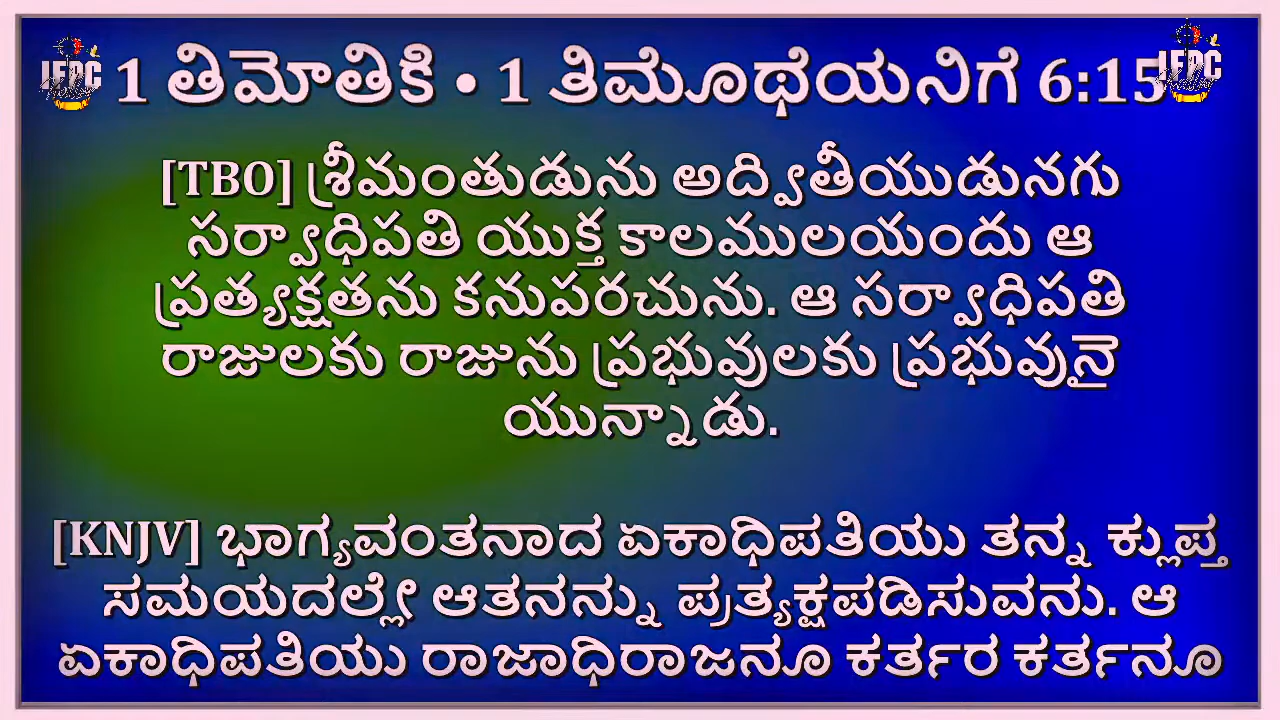 1 తిమోతికి • 1 ತಿಮೊಥೆಯನಿಗೆ 6:15
[TBO] శ్రీమంతుడును అద్వితీయుడునగు
సర్వాధిపతి యుక్త కాలములయందు ఆ
ప్రత్యక్షతను కనుపరచును. ఆ సర్వాధిపతి
రాజులకు రాజును ప్రభువులకు ప్రభువునై
యున్నాడు.
[KNJV] ಭಾಗ್ಯವಂತನಾದ ಏಕಾಧಿಪತಿಯು ತನ್ನ ಕ್ಲುಪ್ತ
ಸಮಯದಲ್ಲೇ ಆತನನ್ನು ಪ್ರತ್ಯಕ್ಷಪಡಿಸುವನು. ಆ
ಏಕಾಧಿಪತಿಯು ರಾಜಾಧಿರಾಜನೂ ಕರ್ತರ ಕರ್ತನೂ